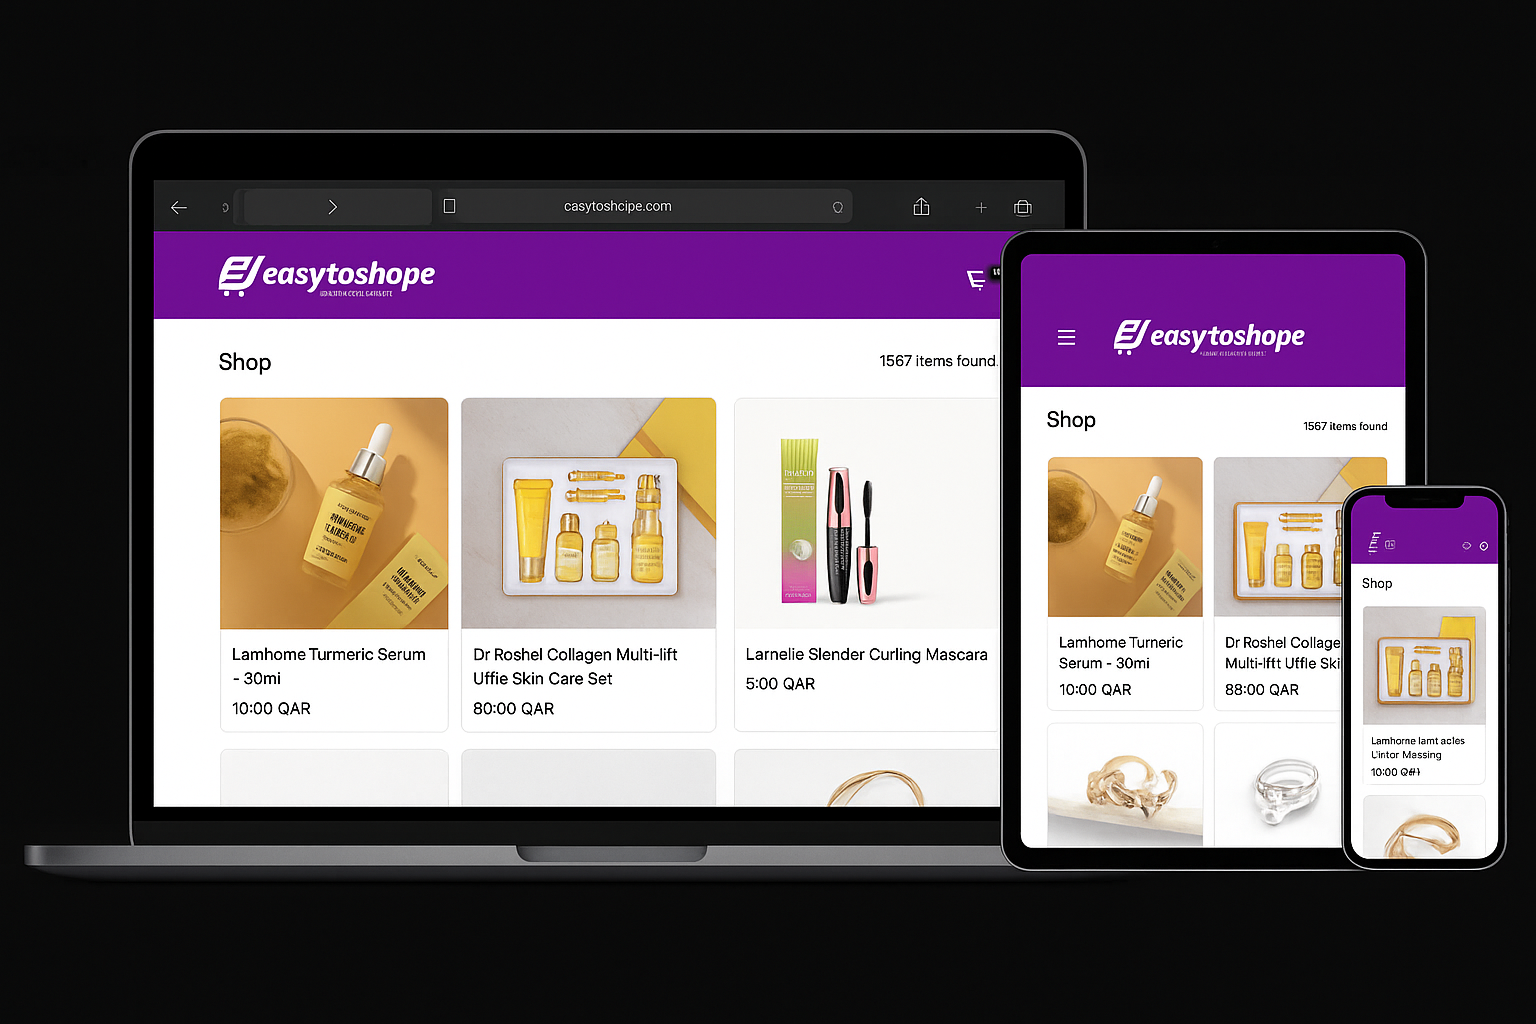 casytoshcipe.com
easytoshope
Shop
1567 items found.
Lamhome Turmeric Serum
- 30mi
10:00 QAR
Dr Roshel Collagen Multi-lift
Uffie Skin Care Set
80:00 QAR
Larnelie Slender Curling Mascara
5:00 QAR
easytoshope
Shop
1567 items found
Lamhome Turneric
Serum - 30mi
10:00 QAR
Dr Roshel Collage
Multi-lftt Uffle Ski
88:00 QAR
Shop
Lamhorne lamt acles
Uintor Massing
10:00